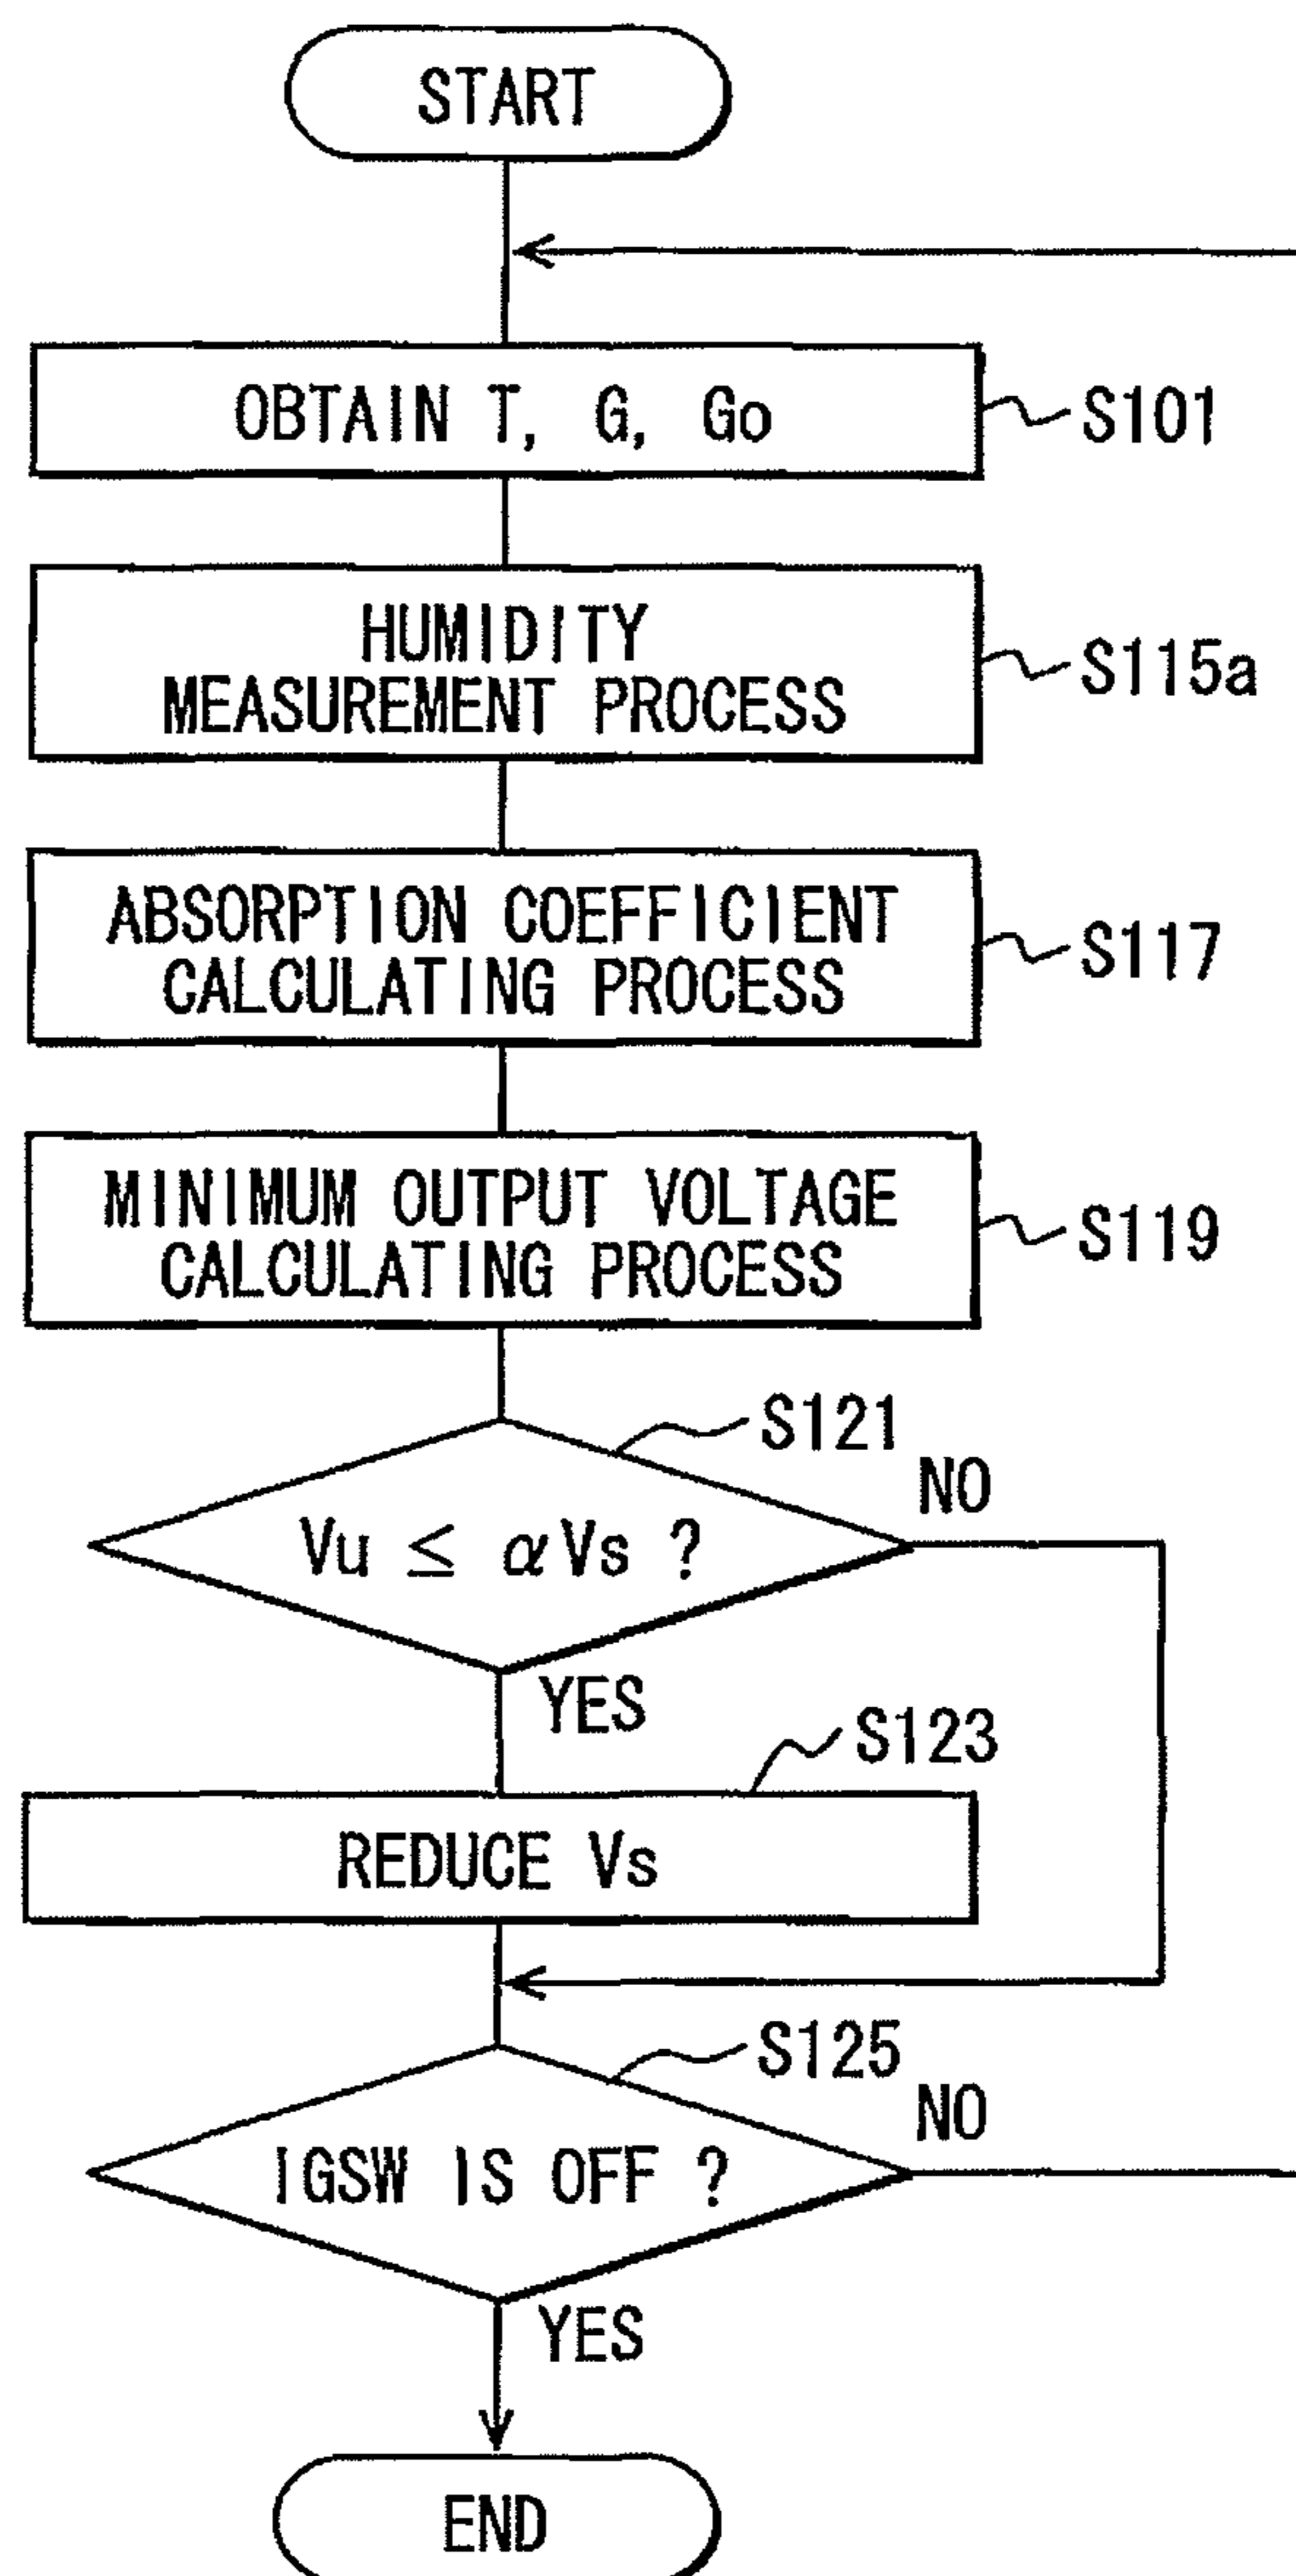 START
OBTAIN T, G, Go
S101
HUMIDITY
MEASUREMENT PROCESS
S115a
ABSORPTION COEFFICIENT
CALCULATING PROCESS
S117
MINIMUM OUTPUT VOLTAGE
CALCULATING PROCESS
S119
S121
NO
Vu ≤ αVs ?
YES
S123
REDUCE Vs
S125
NO
IGSW IS OFF ?
YES
END